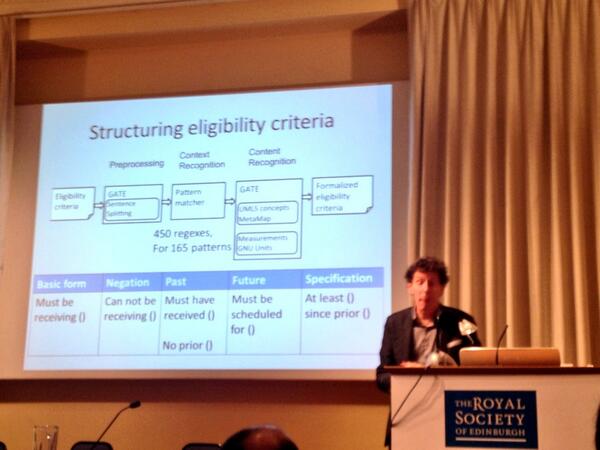 Structuring eligibility criteria
Preprocessing
Context
Recognition
Content
Recognition
Eligibility
criteria
GATE
Sentence
Splitting
Pattern
matcher
GATE
UMLS concepts
MetaMap
Measurements
GNU Units
Formalized
eligibility
criteria
450 regexes,
For 165 patterns
Basic form
Negation
Past
Future
Specification
Must be
receiving ()
Can not be
receiving ()
Must have
received ()
No prior ()
Must be
scheduled
for ()
At least ()
since prior ()
THE ROYAL
SOCIETY
OF EDINBURGH